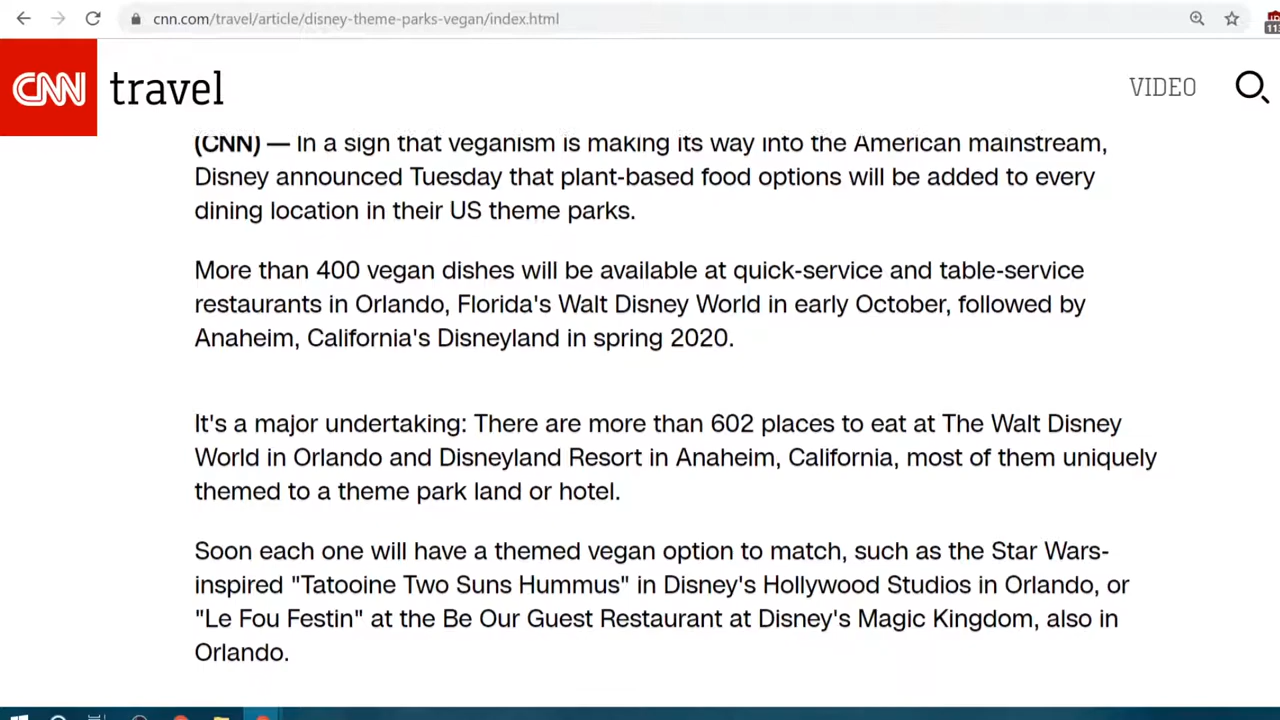 cnn.com/travel/article/disney-theme-parks-vegan/index.html
CNN travel
VIDEO
(CNN) — In a sign that veganism is making its way into the American mainstream,
Disney announced Tuesday that plant-based food options will be added to every
dining location in their US theme parks.
More than 400 vegan dishes will be available at quick-service and table-service
restaurants in Orlando, Florida's Walt Disney World in early October, followed by
Anaheim, California's Disneyland in spring 2020.
It's a major undertaking: There are more than 602 places to eat at The Walt Disney
World in Orlando and Disneyland Resort in Anaheim, California, most of them uniquely
themed to a theme park land or hotel.
Soon each one will have a themed vegan option to match, such as the Star Wars-
inspired "Tatooine Two Suns Hummus" in Disney's Hollywood Studios in Orlando, or
"Le Fou Festin" at the Be Our Guest Restaurant at Disney's Magic Kingdom, also in
Orlando.